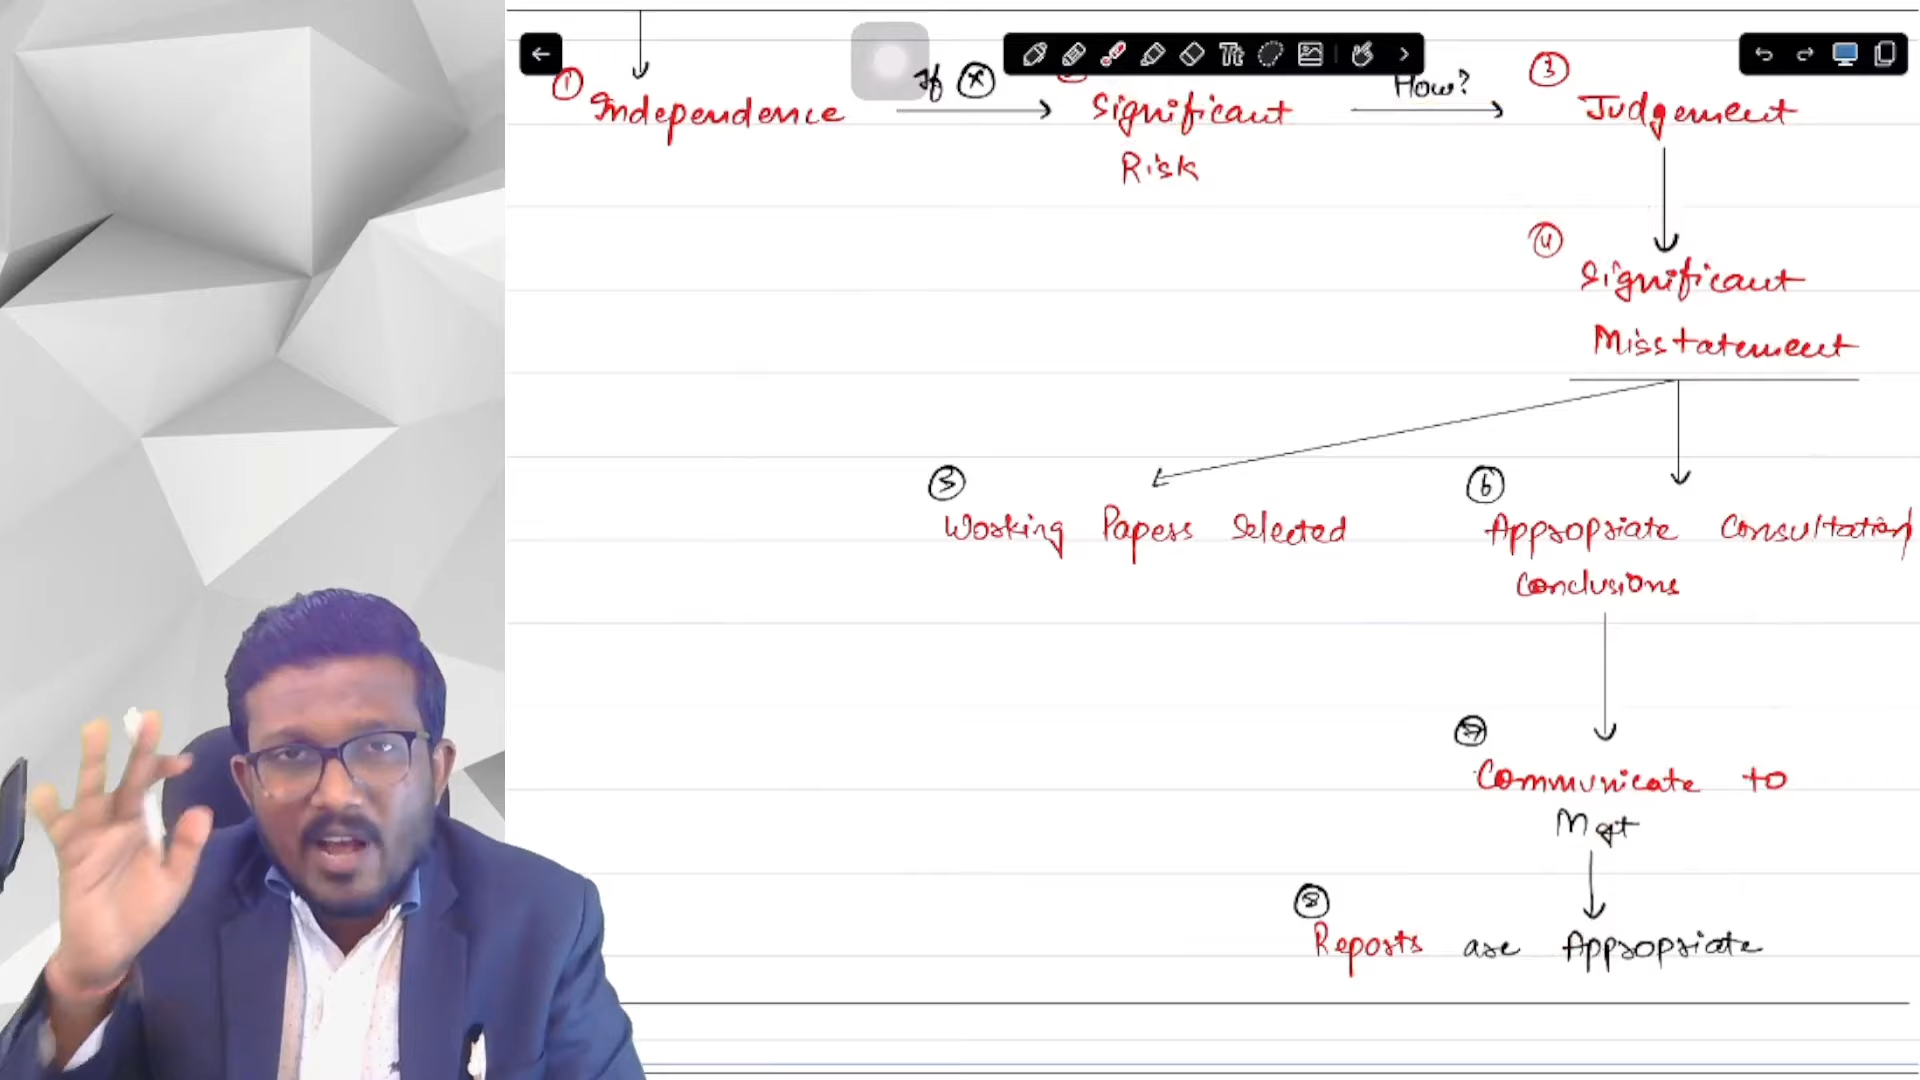 If (x)
How?
① Independence
Significant
Risk
③ Judgement
④ Significant
Misstatement
⑤ Working Papers Selected
⑥ Appropriate Consultation
Conclusions
⑦ Communicate to
Mgt
⑧ Reports are Appropriate
Tt